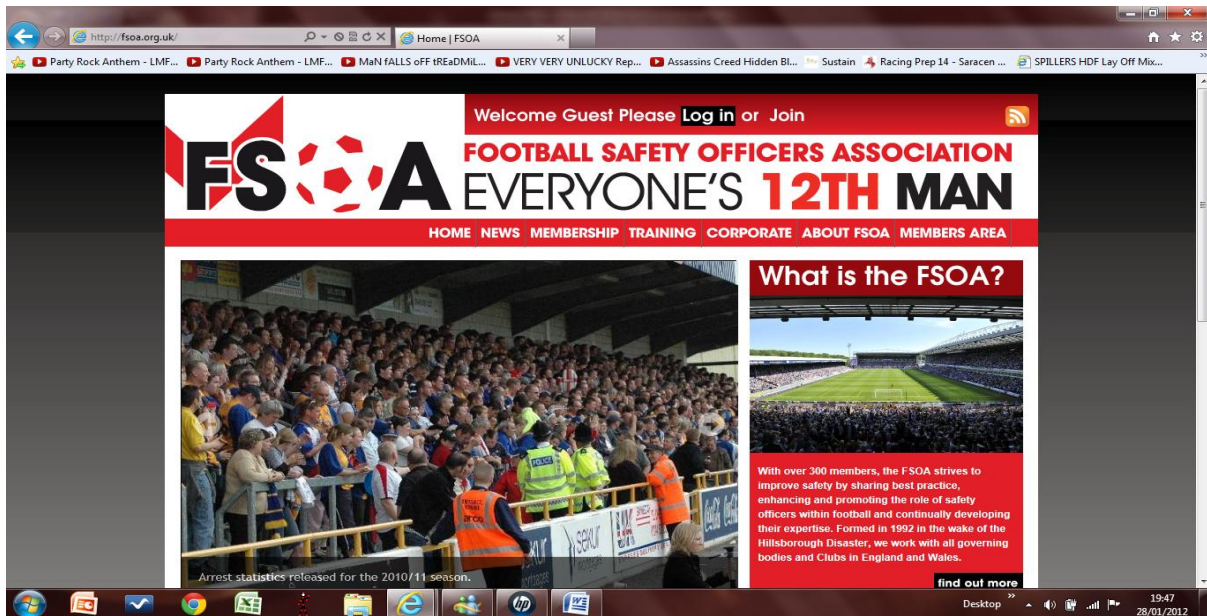 http://fsoa.org.uk/
Home | FSOA
Party Rock Anthem - LMF...
Party Rock Anthem - LMF...
MaN fALLS oFF tREaDMiL...
VERY VERY UNLUCKY Rep...
Assassins Creed Hidden Bl...
Sustain
Racing Prep 14 - Saracen ...
SPILLERS HDF Lay Off Mix...
Welcome Guest Please Log in or Join
FSOA
FOOTBALL SAFETY OFFICERS ASSOCIATION
EVERYONE'S 12TH MAN
HOME NEWS MEMBERSHIP TRAINING CORPORATE ABOUT FSOA MEMBERS AREA
What is the FSOA?
POLICE
sekur
Coca-Cola
With over 300 members, the FSOA strives to
improve safety by sharing best practice,
enhancing and promoting the role of safety
officers within football and continually developing
their expertise. Formed in 1992 in the wake of the
Hillsborough Disaster, we work with all governing
bodies and Clubs in England and Wales.
Arrest statistics released for the 2010/11 season.
find out more
Desktop
19:47
28/01/2012